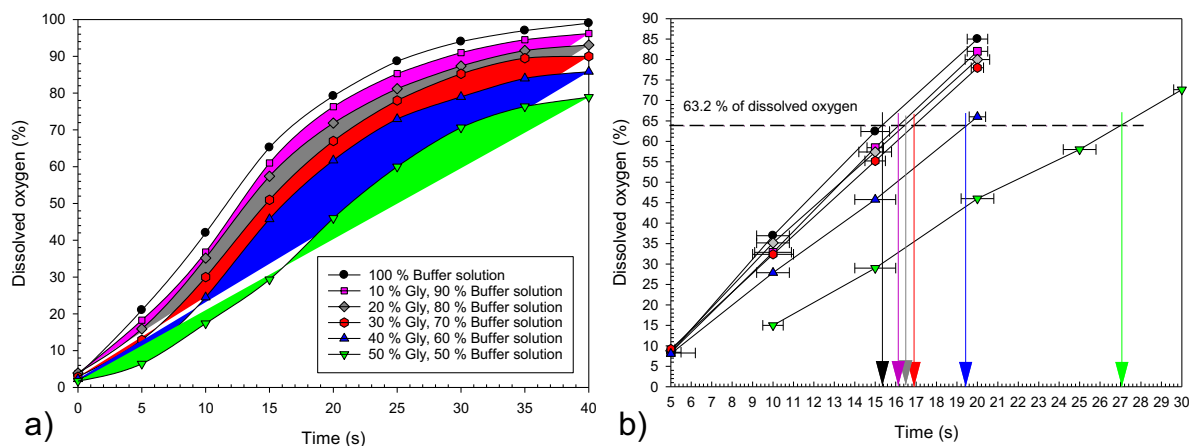 100
90
80
70
60
50
40
30
20
10
0
Dissolved oxygen (%)
0 5 10 15 20 25 30 35 40
Time (s)
a)
100 % Buffer solution
10 % Gly, 90 % Buffer solution
20 % Gly, 80 % Buffer solution
30 % Gly, 70 % Buffer solution
40 % Gly, 60 % Buffer solution
50 % Gly, 50 % Buffer solution
90
85
80
75
70
65
60
55
50
45
40
35
30
25
20
15
10
5
0
Dissolved oxygen (%)
63.2 % of dissolved oxygen
5 6 7 8 9 10 11 12 13 14 15 16 17 18 19 20 21 22 23 24 25 26 27 28 29 30
Time (s)
b)